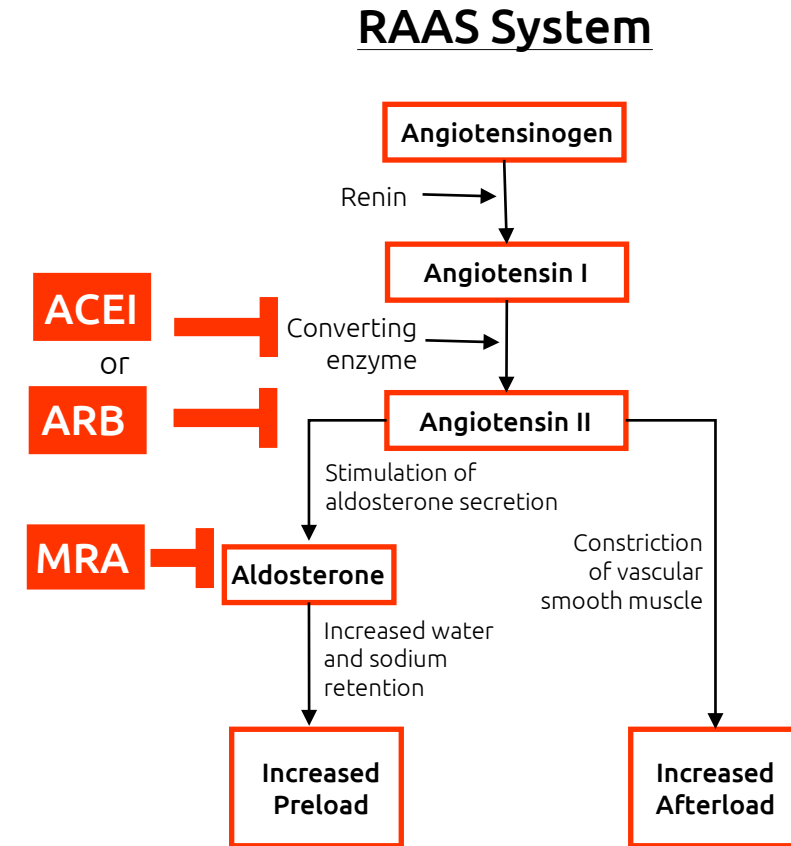 RAAS System
Angiotensinogen
Renin
Angiotensin I
ACEI
or
ARB
Converting
enzyme
Angiotensin II
Stimulation of
aldosterone secretion
MRA
Aldosterone
Constriction
of vascular
smooth muscle
Increased water
and sodium
retention
Increased
Preload
Increased
Afterload